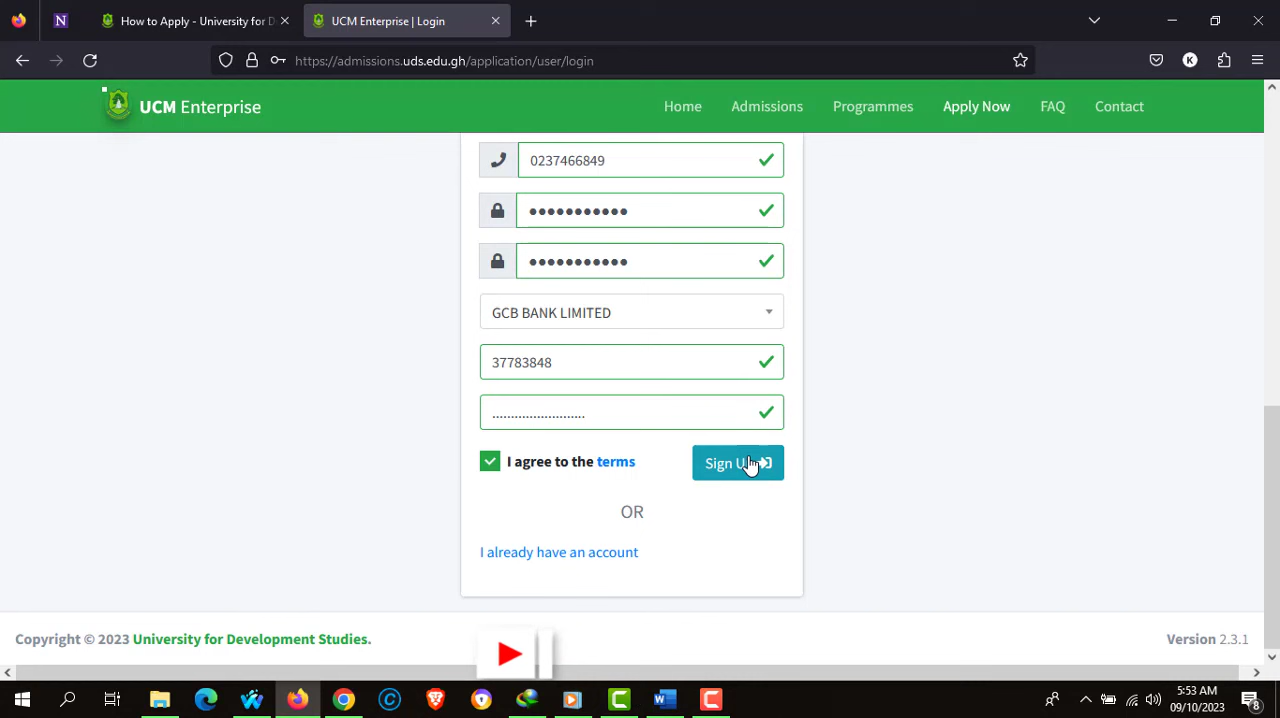 How to Apply - University for D
UCM Enterprise | Login
https://admissions.uds.edu.gh/application/user/login
UCM Enterprise
Home
Admissions
Programmes
Apply Now
FAQ
Contact
0237466849
●●●●●●●●●●●
●●●●●●●●●●●
GCB BANK LIMITED
37783848
.........................
I agree to the terms
Sign U
OR
I already have an account
Copyright © 2023 University for Development Studies.
Version 2.3.1
5:53 AM
09/10/2023
8